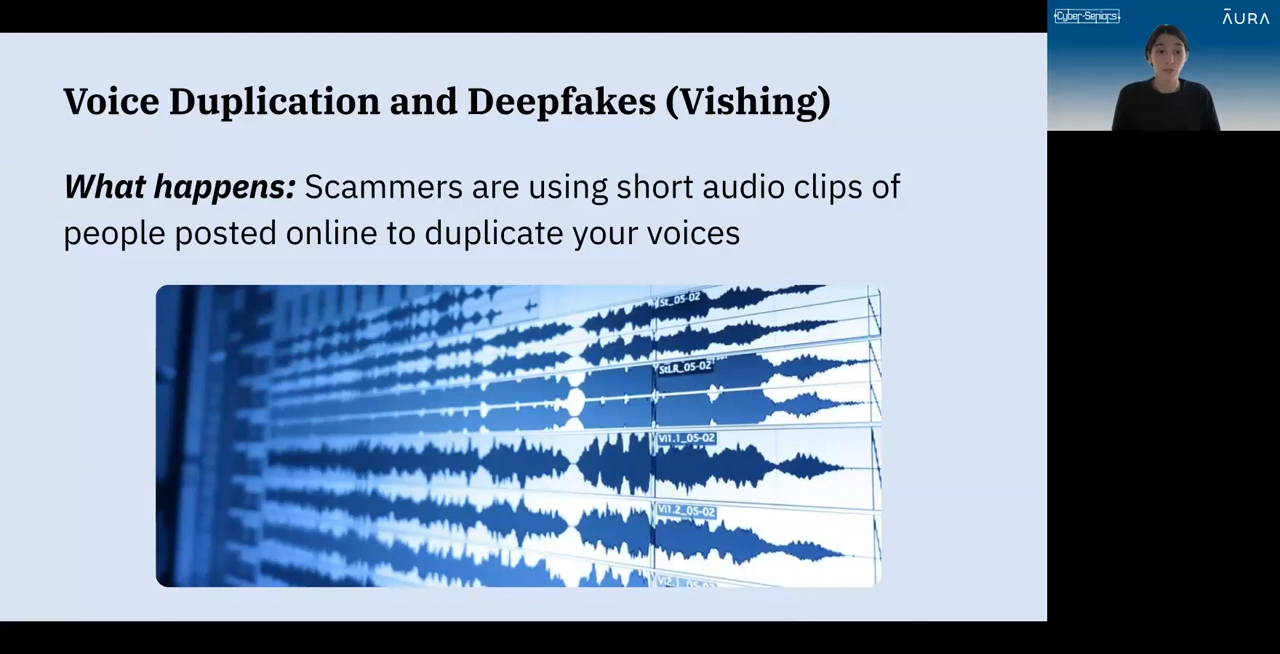 Voice Duplication and Deepfakes (Vishing)
What happens: Scammers are using short audio clips of
people posted online to duplicate your voices
St_05-02
StLR_05-02
Vl1.1_05-02
Vl1.2_05-02
Cyber-Seniors
ĀURA